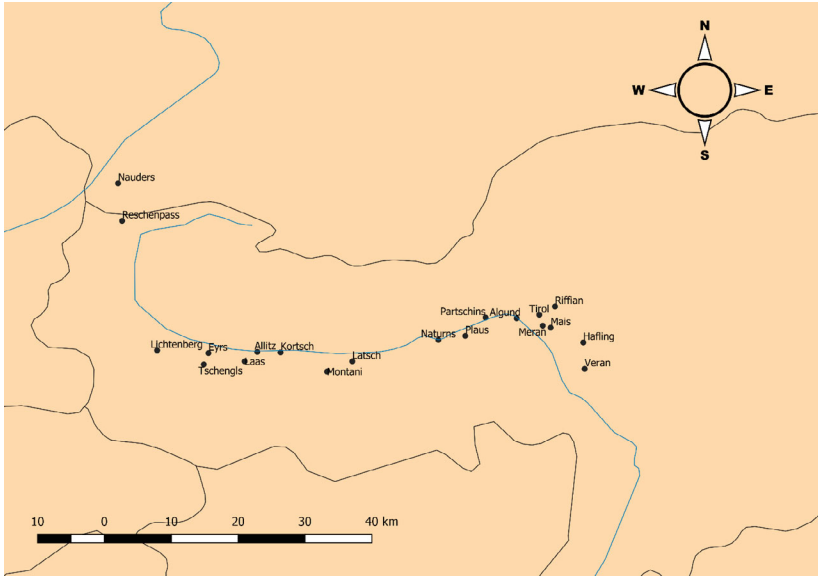 N
W E
S
Nauders
Reschenpass
Riffian
Partschins Algund Tirol
Mais
Meran
Naturns Plaus
Hafling
Lichtenberg Eyrs Allitz Kortsch
Latsch
Laas
Veran
Tschengls
Montani
10 0 10 20 30 40 km